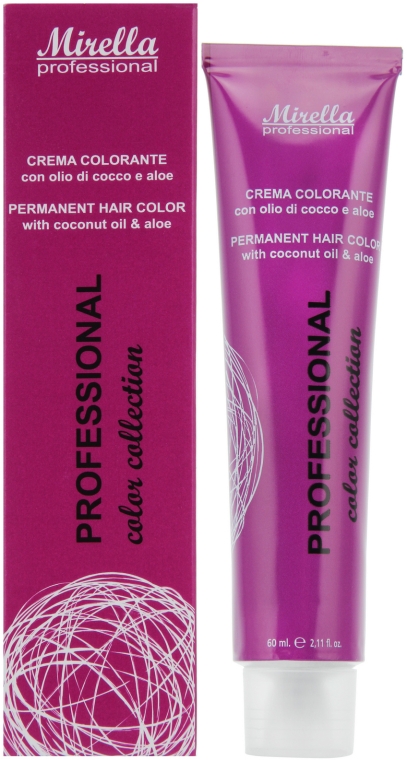 Mirella
professional
CREMA COLORANTE
con olio di cocco e aloe
PERMANENT HAIR COLOR
with coconut oil & aloe
PROFESSIONAL
color collection
Mirella
professional
CREMA COLORANTE
con olio di cocco e aloe
PERMANENT HAIR COLOR
with coconut oil & aloe
PROFESSIONAL
color collection
60 ml. ℮ 2,11 fl. oz.